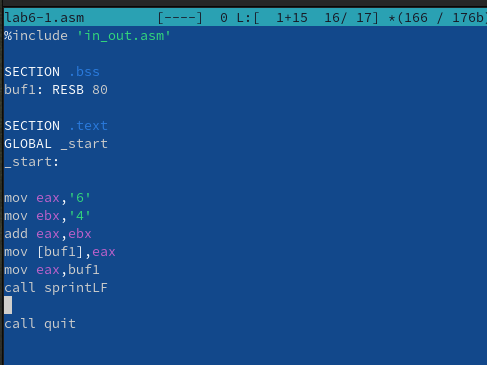 lab6-1.asm [----] 0 L:[ 1+15 16/ 17] *(166 / 176b)
%include 'in_out.asm'
SECTION .bss
buf1: RESB 80
SECTION .text
GLOBAL _start
_start:
mov eax,'6'
mov ebx,'4'
add eax,ebx
mov [buf1],eax
mov eax,buf1
call sprintLF
call quit